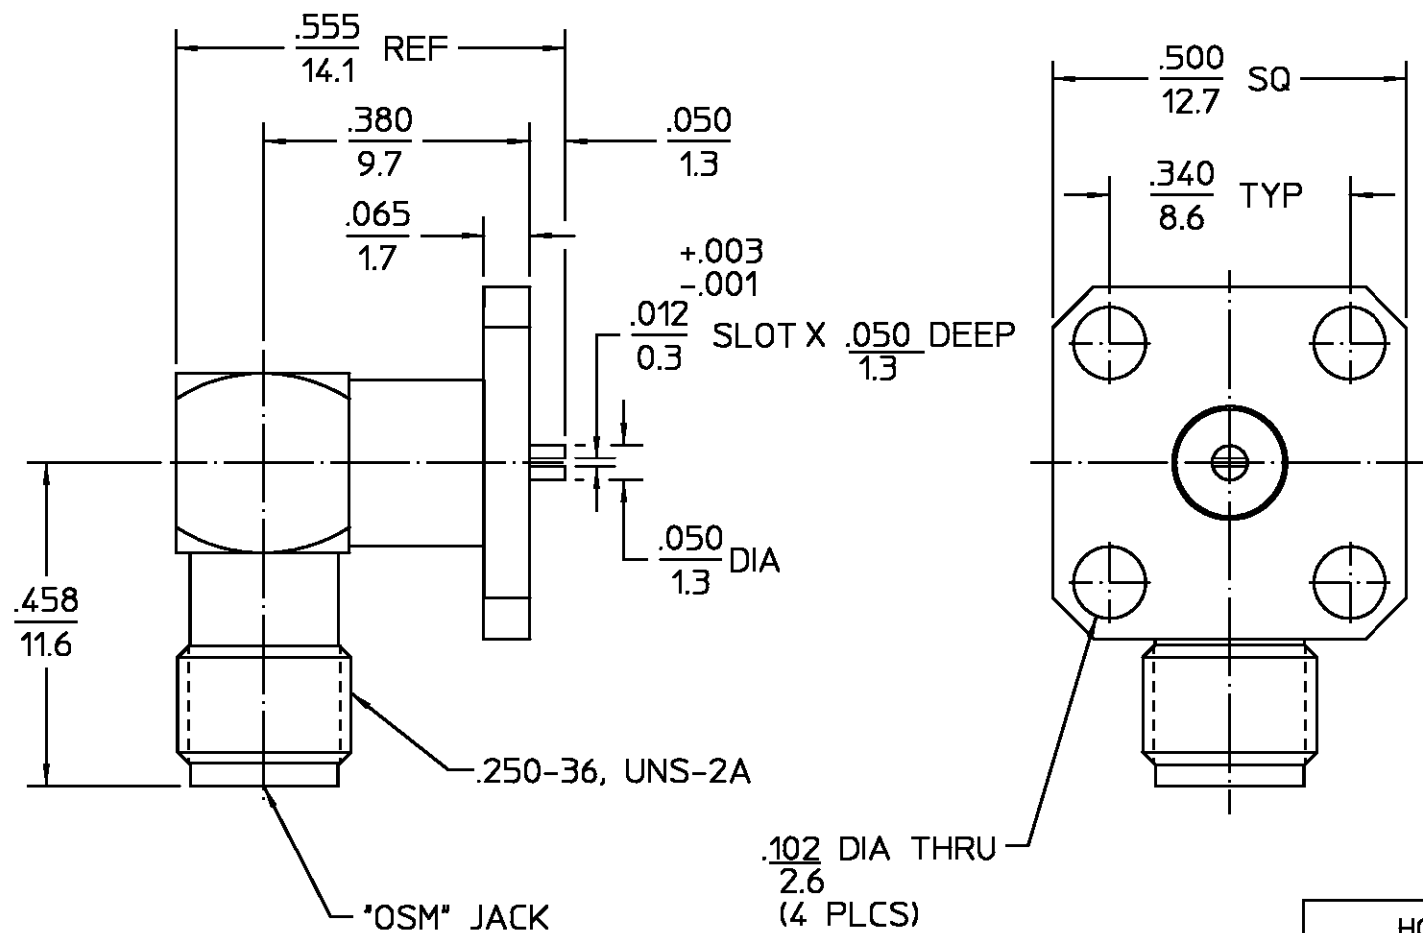 .555
14.1
REF
.380
9.7
.050
1.3
.065
1.7
+.003
-.001
.012
0.3
SLOT X .050 DEEP
1.3
.050
1.3
DIA
.458
11.6
.250-36, UNS-2A
"OSM" JACK
.500
12.7
SQ
.340
8.6
TYP
.102 DIA THRU
2.6
(4 PLCS)